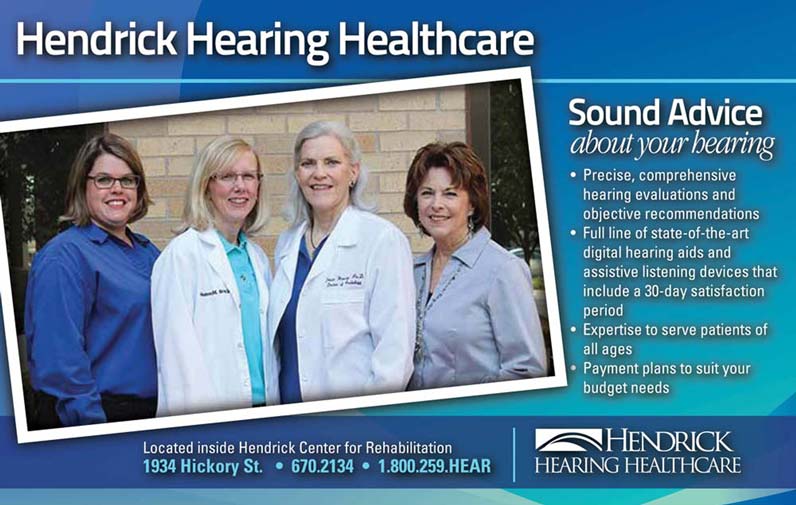 Hendrick Hearing Healthcare
Sound Advice
about your hearing
• Precise, comprehensive
hearing evaluations and
objective recommendations
• Full line of state-of-the-art
digital hearing aids and
assistive listening devices that
include a 30-day satisfaction
period
• Expertise to serve patients of
all ages
• Payment plans to suit your
budget needs
Located inside Hendrick Center for Rehabilitation
1934 Hickory St. • 670.2134 • 1.800.259.HEAR
HENDRICK
HEARING HEALTHCARE